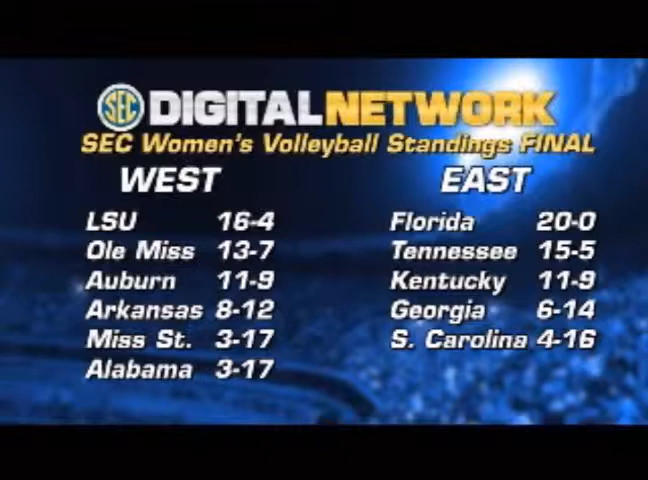 SEC DIGITAL NETWORK
SEC Women's Volleyball Standings FINAL
WEST
LSU 16-4
Ole Miss 13-7
Auburn 11-9
Arkansas 8-12
Miss St. 3-17
Alabama 3-17
EAST
Florida 20-0
Tennessee 15-5
Kentucky 11-9
Georgia 6-14
S. Carolina 4-16